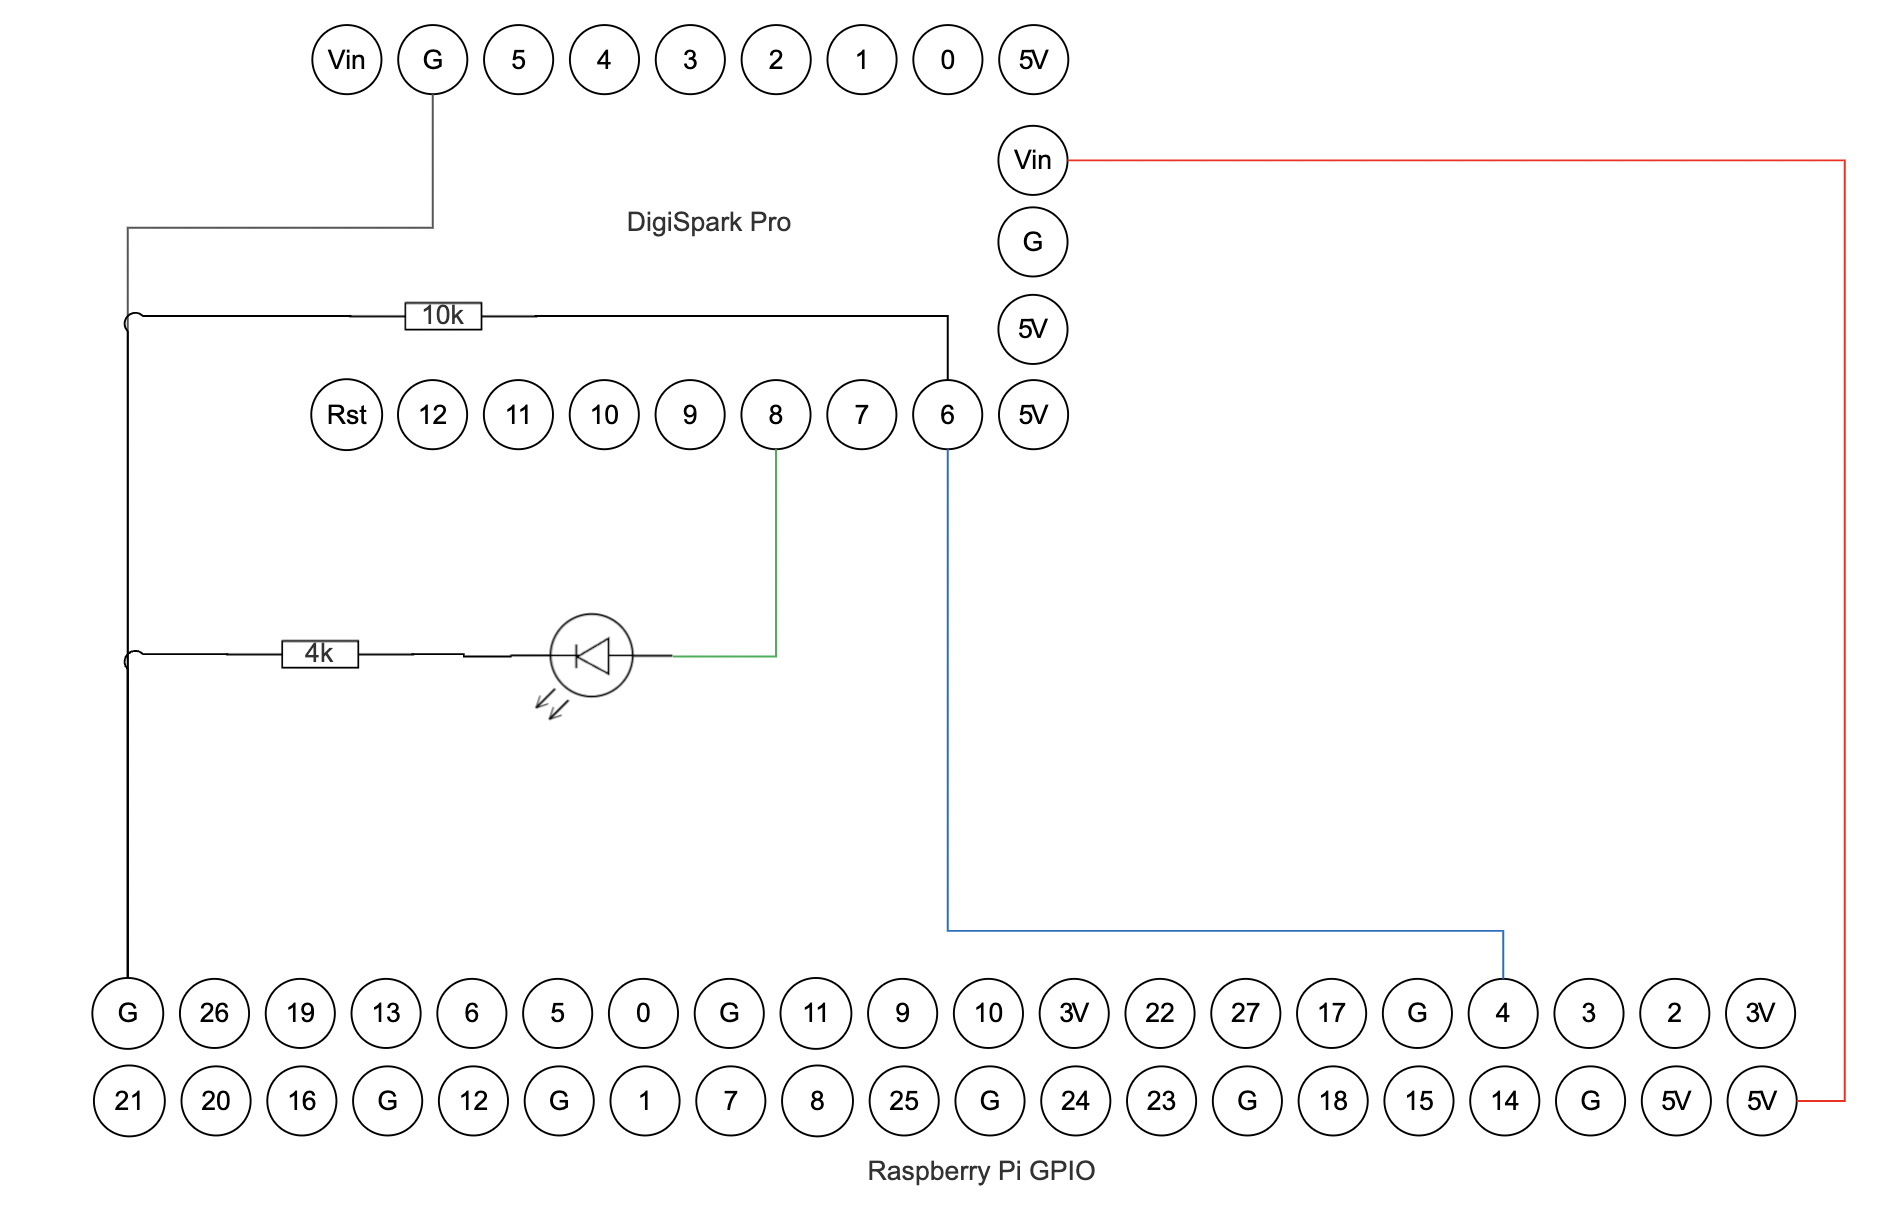 Vin G 5 4 3 2 1 0 5V
Vin
DigiSpark Pro
G
10k
5V
Rst 12 11 10 9 8 7 6 5V
4k
G 26 19 13 6 5 0 G 11 9 10 3V 22 27 17 G 4 3 2 3V
21 20 16 G 12 G 1 7 8 25 G 24 23 G 18 15 14 G 5V 5V
Raspberry Pi GPIO